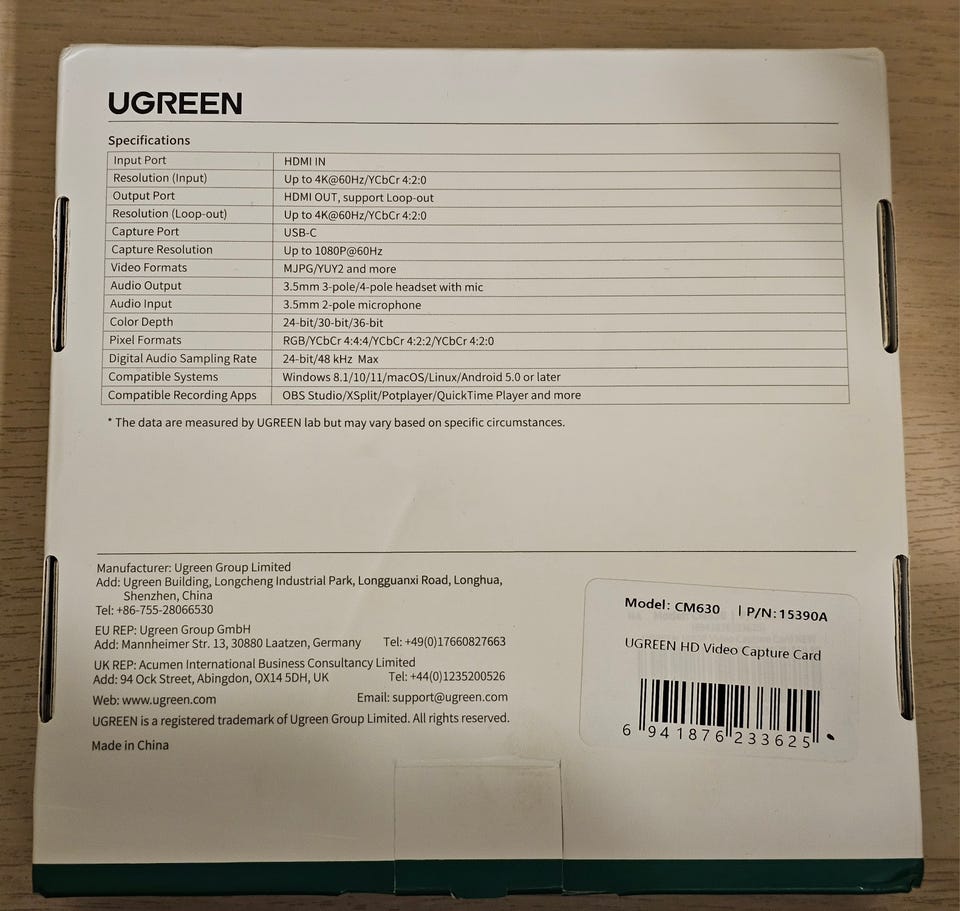 UGREEN
Specifications
Input Port HDMI IN
Resolution (Input) Up to 4K@60Hz/YCbCr 4:2:0
Output Port HDMI OUT, support Loop-out
Resolution (Loop-out) Up to 4K@60Hz/YCbCr 4:2:0
Capture Port USB-C
Capture Resolution Up to 1080P@60Hz
Video Formats MJPG/YUY2 and more
Audio Output 3.5mm 3-pole/4-pole headset with mic
Audio Input 3.5mm 2-pole microphone
Color Depth 24-bit/30-bit/36-bit
Pixel Formats RGB/YCbCr 4:4:4/YCbCr 4:2:2/YCbCr 4:2:0
Digital Audio Sampling Rate 24-bit/48 kHz Max
Compatible Systems Windows 8.1/10/11/macOS/Linux/Android 5.0 or later
Compatible Recording Apps OBS Studio/XSplit/Potplayer/QuickTime Player and more
* The data are measured by UGREEN lab but may vary based on specific circumstances.
Manufacturer: Ugreen Group Limited
Add: Ugreen Building, Longcheng Industrial Park, Longguanxi Road, Longhua,
Shenzhen, China
Tel: +86-755-28066530
EU REP: Ugreen Group GmbH
Add: Mannheimer Str. 13, 30880 Laatzen, Germany Tel: +49(0)17660827663
UK REP: Acumen International Business Consultancy Limited
Add: 94 Ock Street, Abingdon, OX14 5DH, UK Tel: +44(0)1235200526
Web: www.ugreen.com Email: support@ugreen.com
UGREEN is a registered trademark of Ugreen Group Limited. All rights reserved.
Made in China
Model: CM630 | P/N: 15390A
UGREEN HD Video Capture Card
6 941876 233625